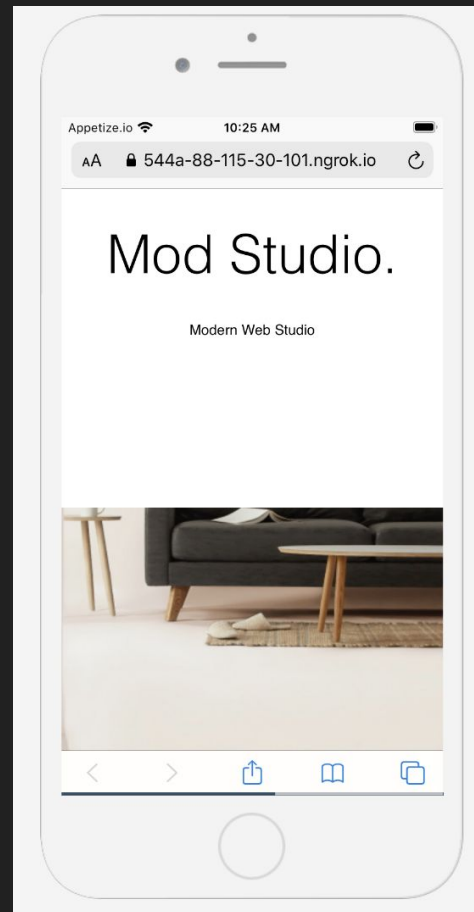 Appetize.io 10:25 AM
AA 544a-88-115-30-101.ngrok.io
Mod Studio.
Modern Web Studio